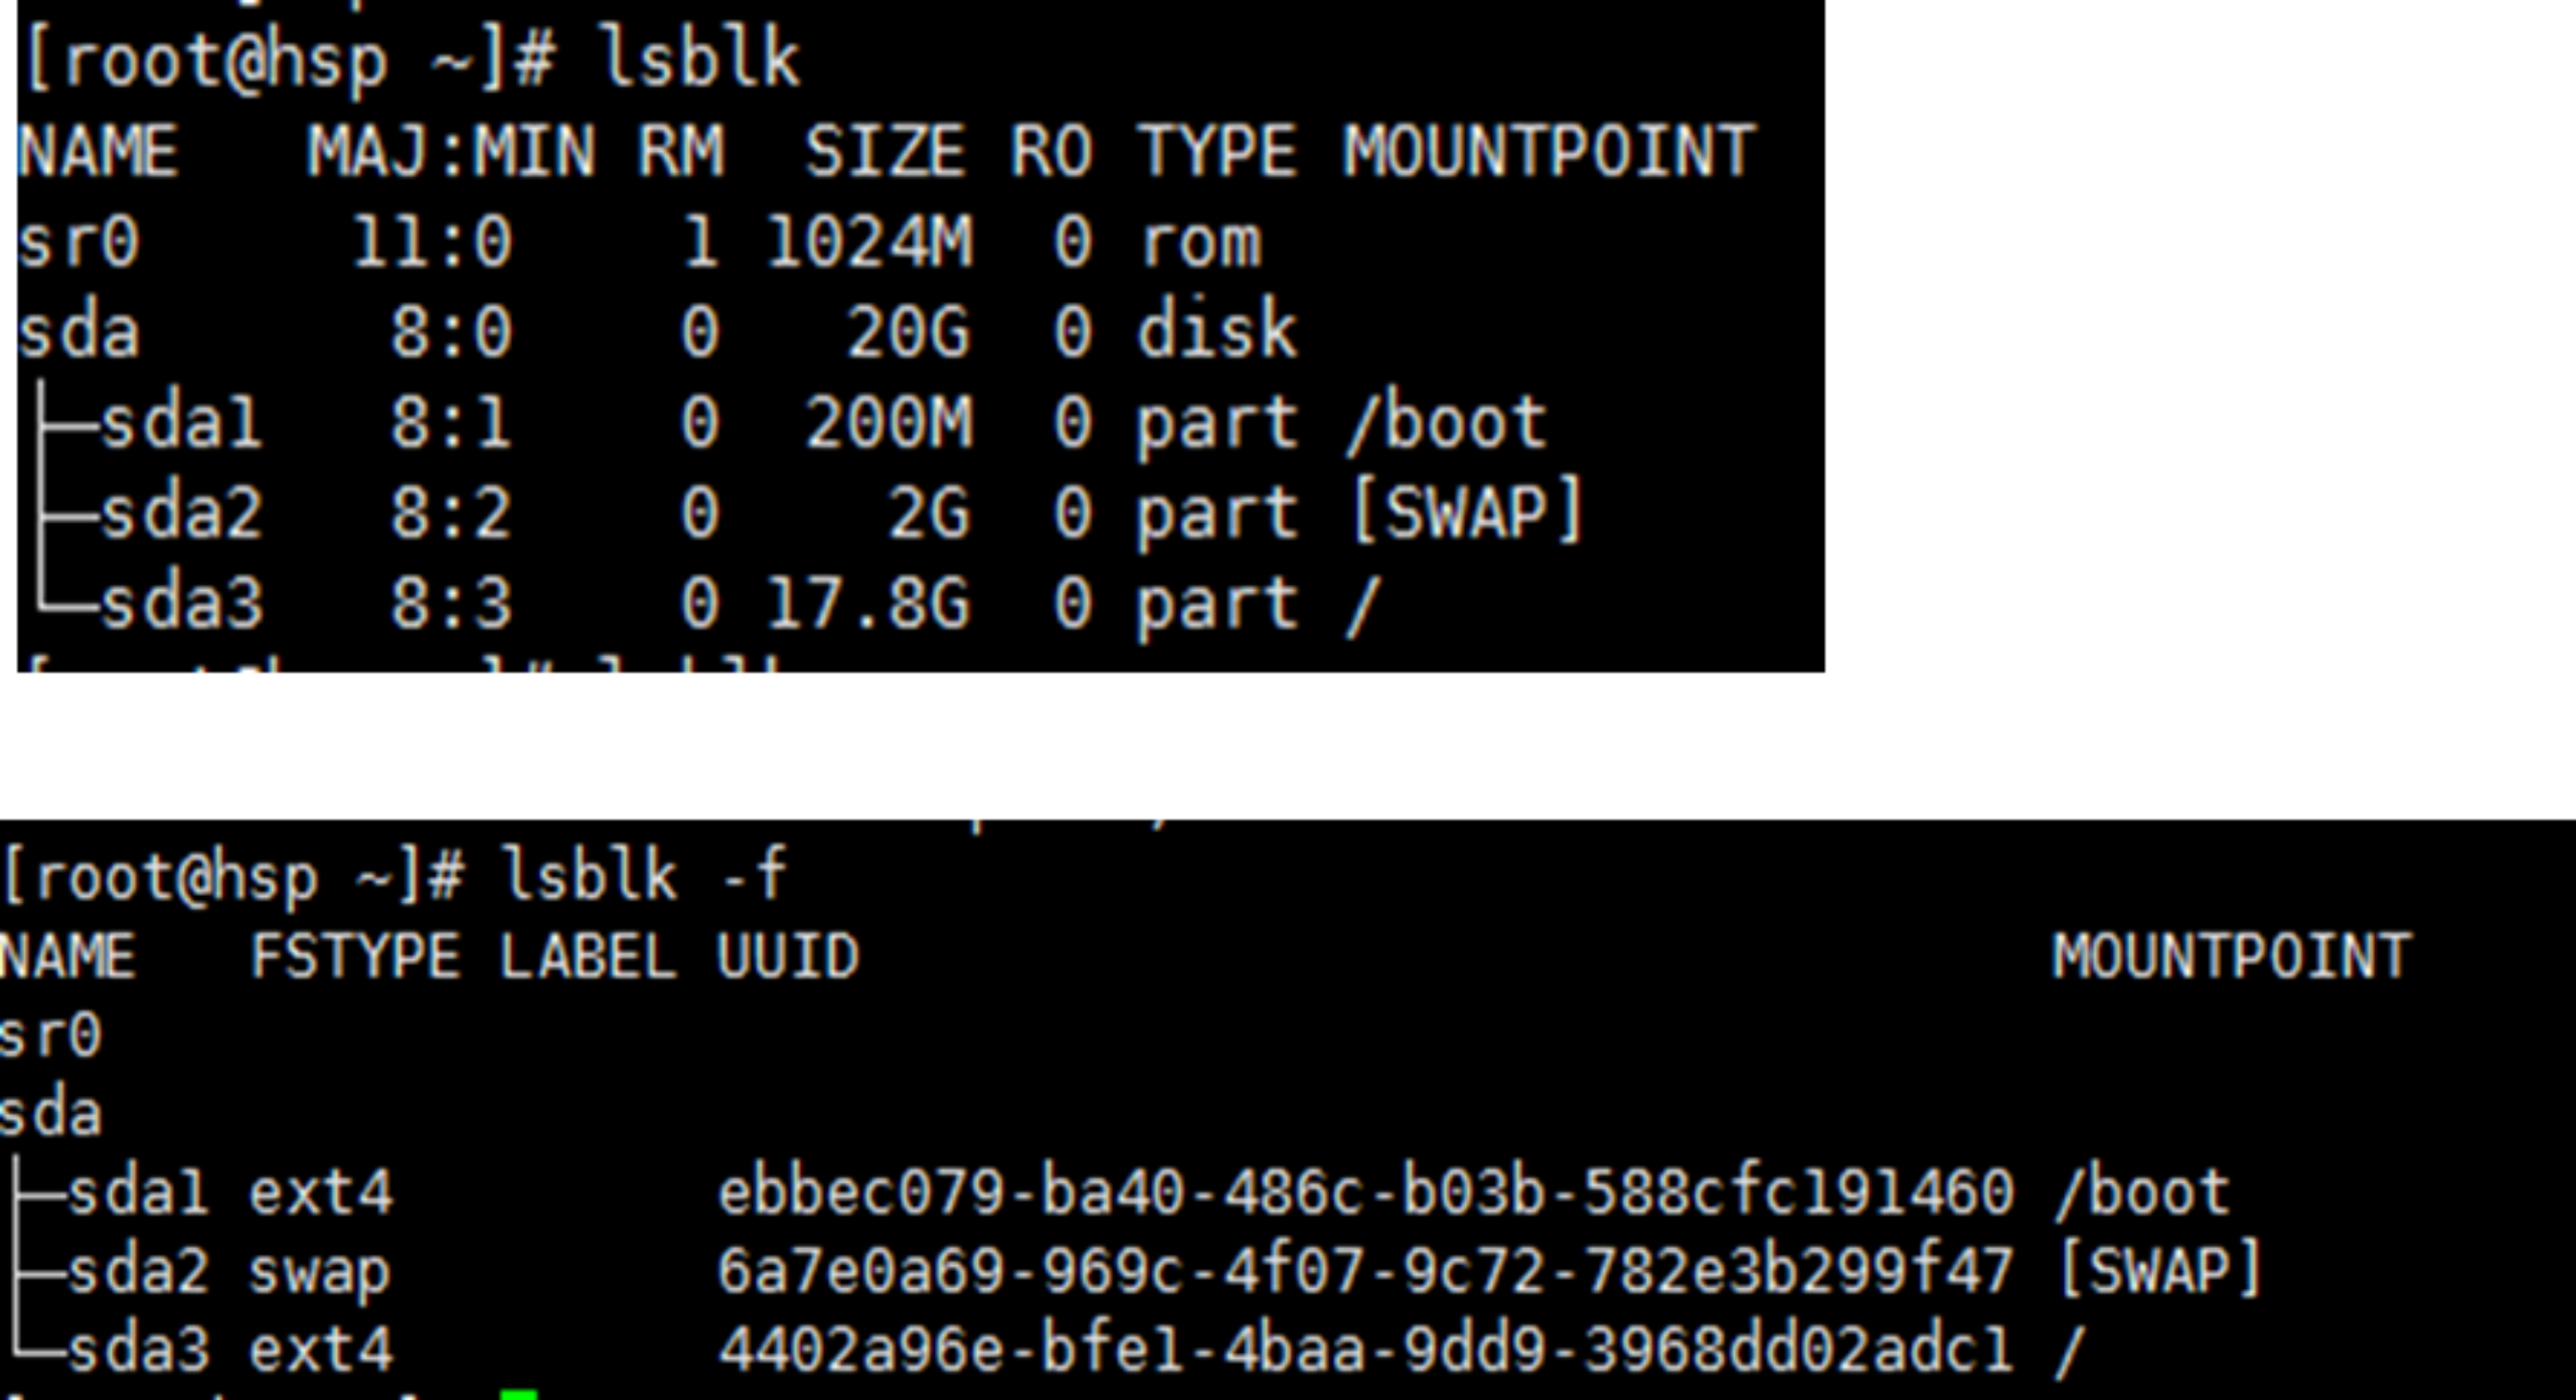 [root@hsp ~]# lsblk
NAME   MAJ:MIN RM  SIZE RO TYPE MOUNTPOINT
sr0     11:0    1 1024M  0 rom
sda      8:0    0   20G  0 disk
├─sda1   8:1    0  200M  0 part /boot
├─sda2   8:2    0    2G  0 part [SWAP]
└─sda3   8:3    0 17.8G  0 part /
[root@hsp ~]# lsblk -f
NAME   FSTYPE LABEL UUID                                 MOUNTPOINT
sr0
sda
├─sda1 ext4         ebbec079-ba40-486c-b03b-588cfc191460 /boot
├─sda2 swap         6a7e0a69-969c-4f07-9c72-782e3b299f47 [SWAP]
└─sda3 ext4         4402a96e-bfe1-4baa-9dd9-3968dd02adc1 /